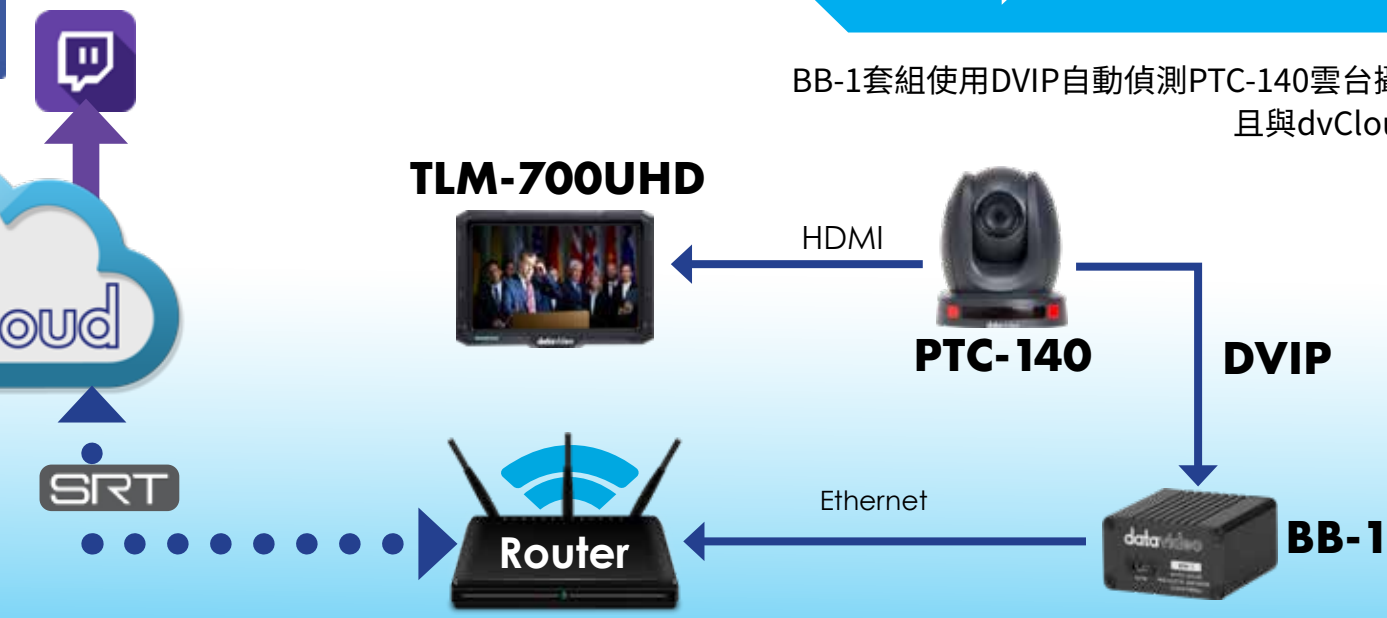 BB-1套組使用DVIP自動偵測PTC-140雲台攝
且與dvClou
TLM-700UHD
HDMI
PTC-140
DVIP
oud
SRT
Ethernet
Router
datavideo
BB-1